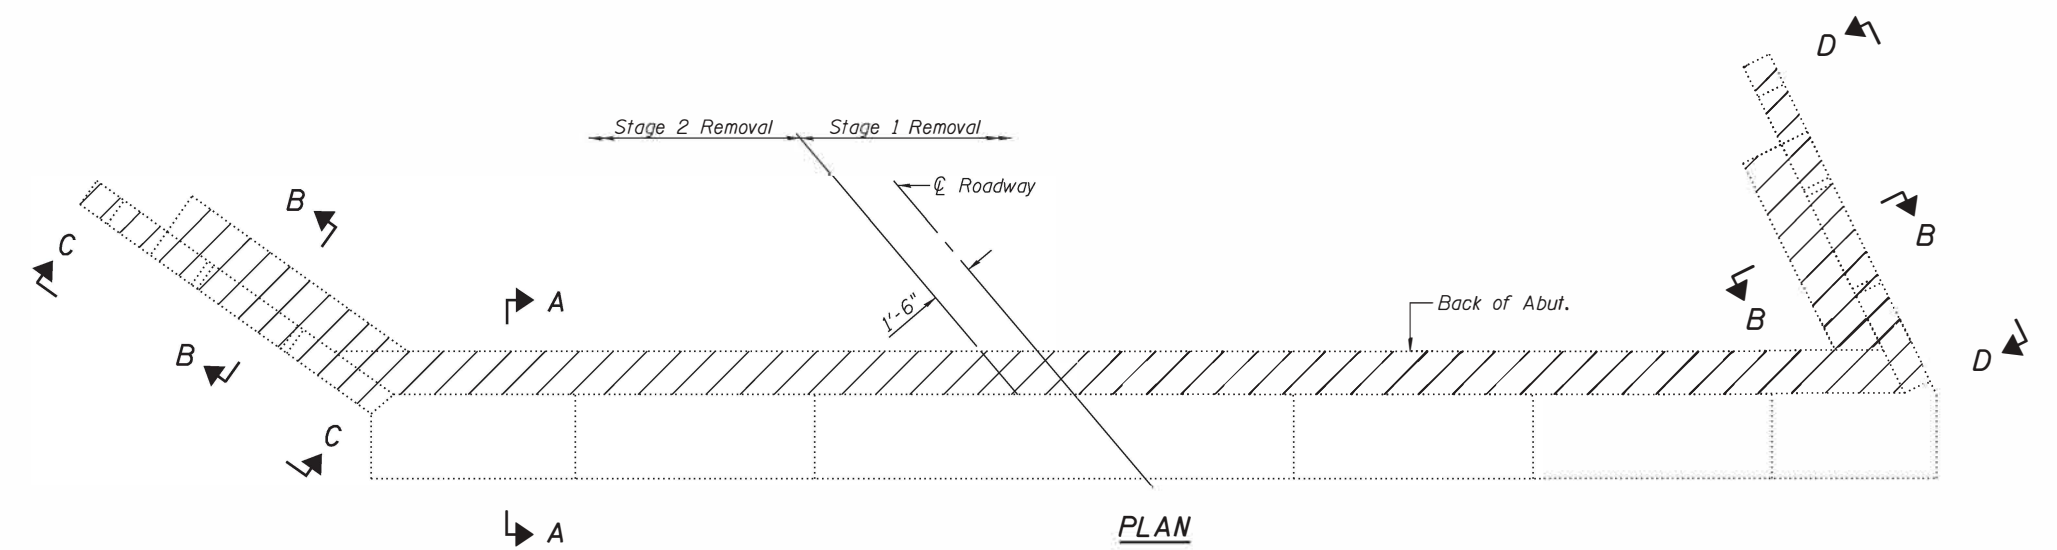 D
Stage 2 Removal
Stage 1 Removal
℄ Roadway
B
C
B
A
1'-6"
Back of Abut.
B
B
D
C
A
PLAN